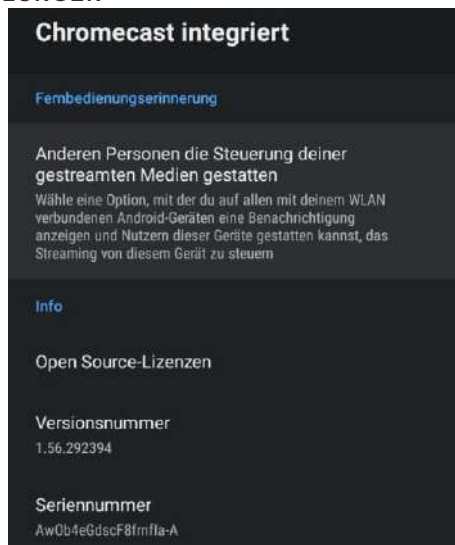 Chromecast integriert
Fernbedienungserinnerung
Anderen Personen die Steuerung deiner
gestreamten Medien gestatten
Wähle eine Option, mit der du auf allen mit deinem WLAN
verbundenen Android-Geräten eine Benachrichtigung
anzeigen und Nutzern dieser Geräte gestatten kannst, das
Streaming von diesem Gerät zu steuern
Info
Open Source-Lizenzen
Versionsnummer
1.56.292394
Seriennummer